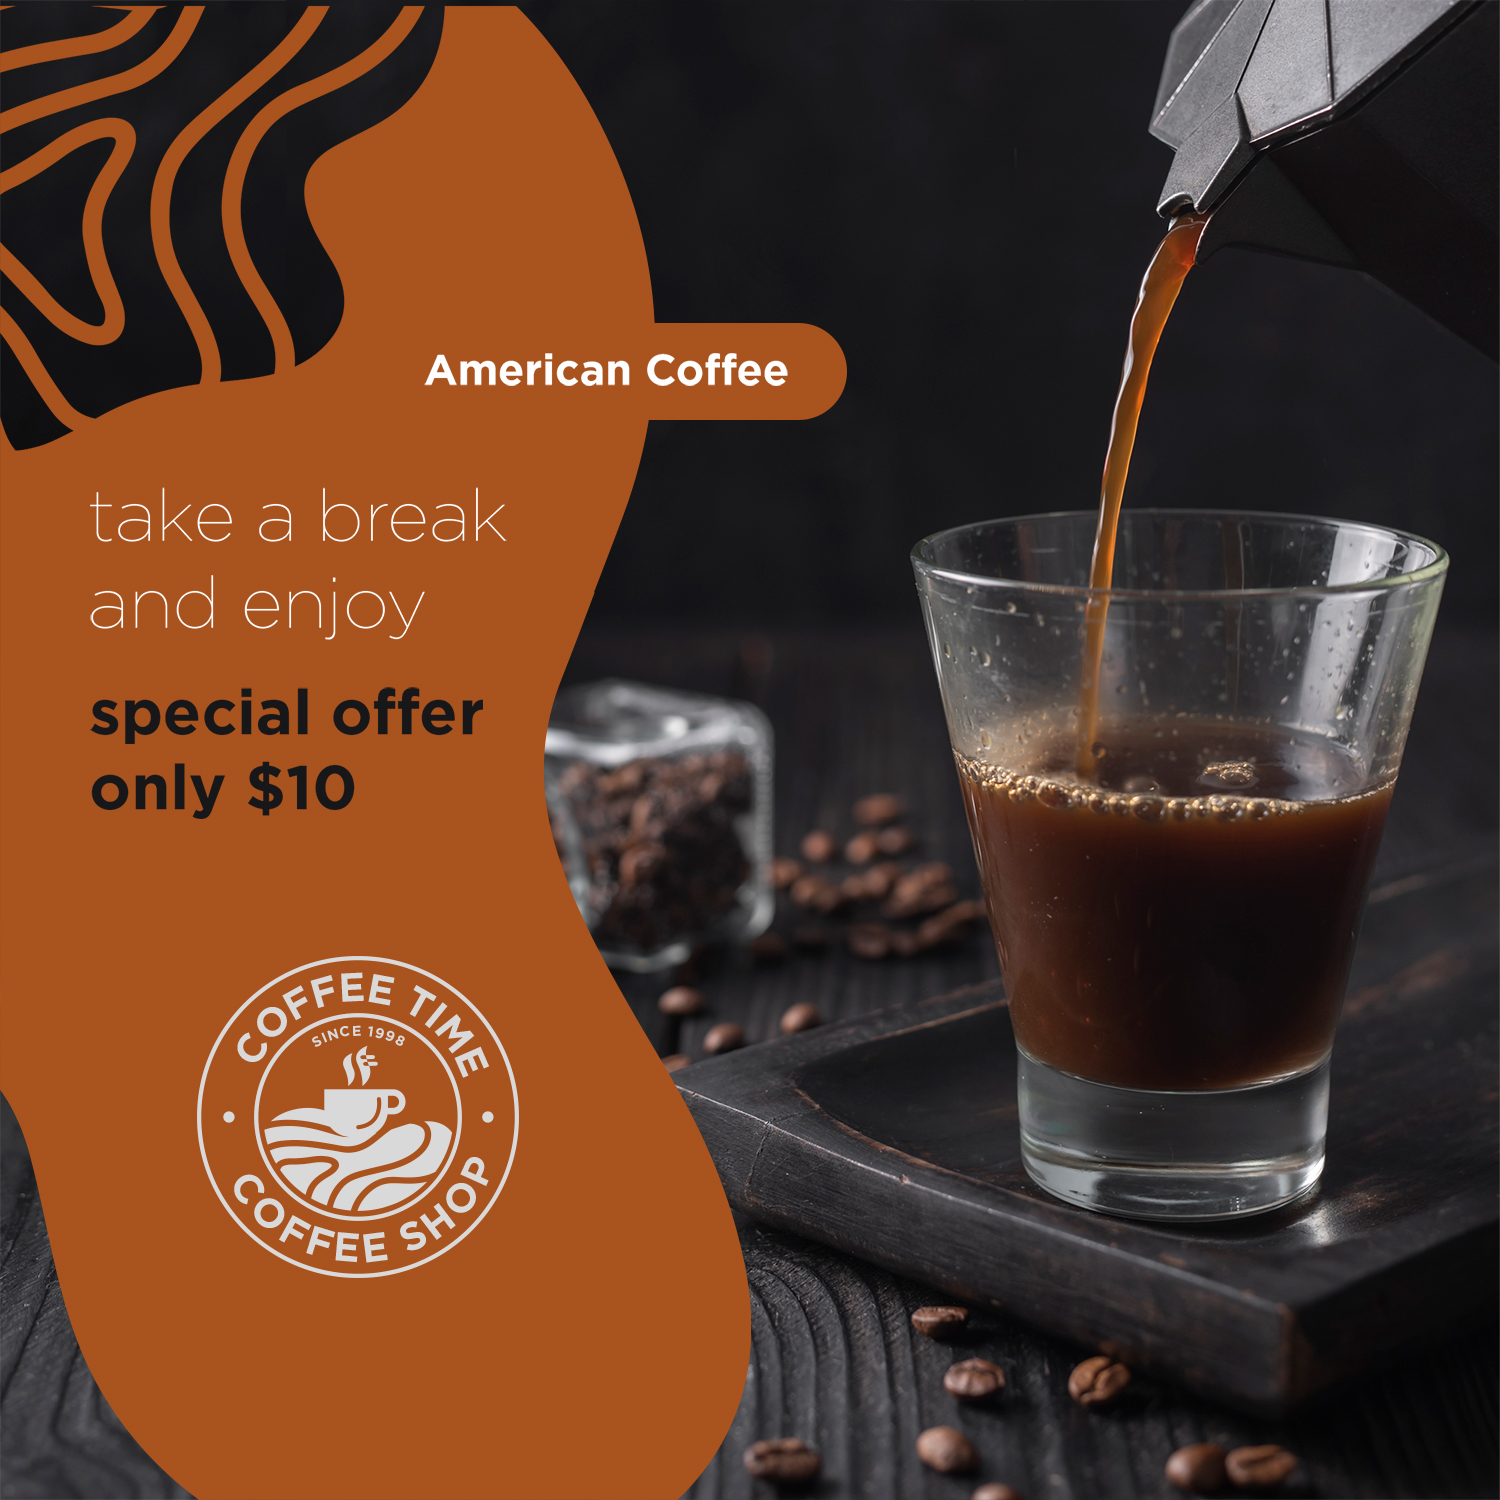 American Coffee
take a break
and enjoy
special offer
only $10
COFFEE TIME
SINCE 1998
COFFEE SHOP